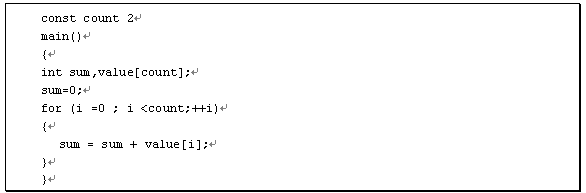 const count 2↵
main()↵
{↵
int sum,value[count];↵
sum=0;↵
for (i =0 ; i <count;++i)↵
{↵
sum = sum + value[i];↵
}↵
}↵